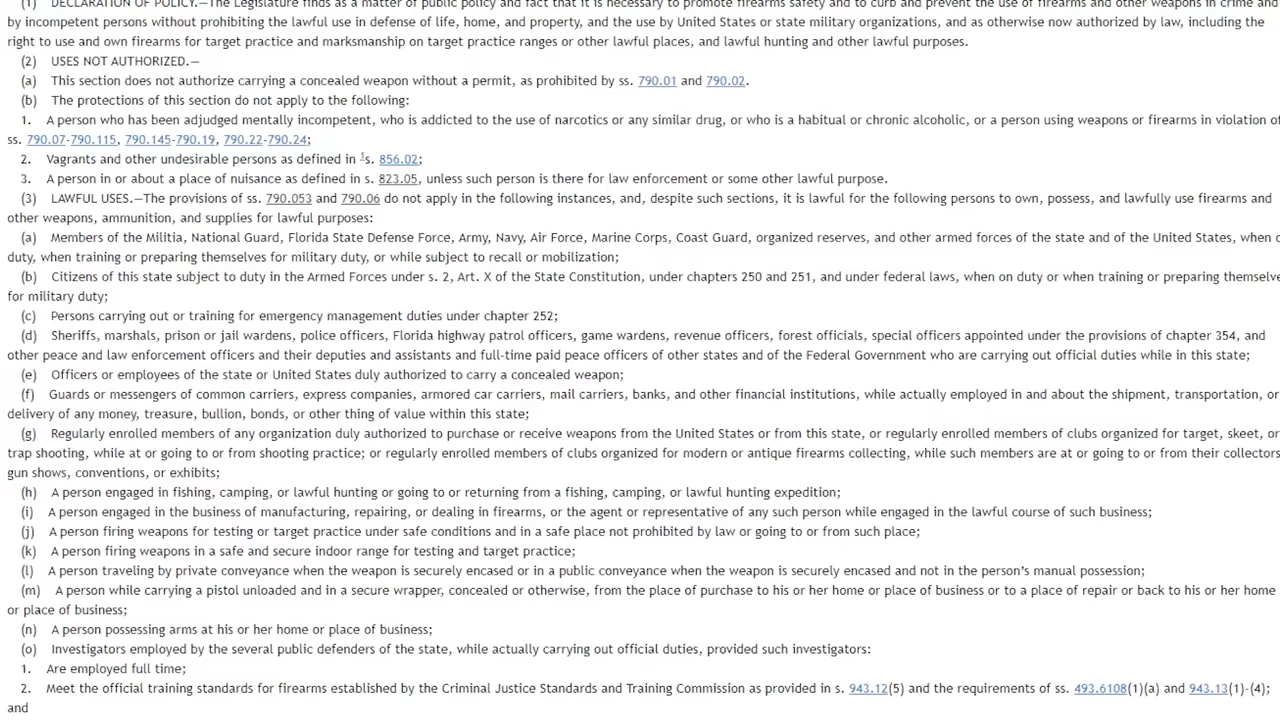 (1) DECLARATION OF POLICY.—The Legislature finds as a matter of public policy and fact that it is necessary to promote firearms safety and to curb and prevent the use of firearms and other weapons in crime and
by incompetent persons without prohibiting the lawful use in defense of life, home, and property, and the use by United States or state military organizations, and as otherwise now authorized by law, including the
right to use and own firearms for target practice and marksmanship on target practice ranges or other lawful places, and lawful hunting and other lawful purposes.
(2) USES NOT AUTHORIZED.—
(a) This section does not authorize carrying a concealed weapon without a permit, as prohibited by ss. 790.01 and 790.02.
(b) The protections of this section do not apply to the following:
1. A person who has been adjudged mentally incompetent, who is addicted to the use of narcotics or any similar drug, or who is a habitual or chronic alcoholic, or a person using weapons or firearms in violation of
ss. 790.07-790.115, 790.145-790.19, 790.22-790.24;
2. Vagrants and other undesirable persons as defined in ¹s. 856.02;
3. A person in or about a place of nuisance as defined in s. 823.05, unless such person is there for law enforcement or some other lawful purpose.
(3) LAWFUL USES.—The provisions of ss. 790.053 and 790.06 do not apply in the following instances, and, despite such sections, it is lawful for the following persons to own, possess, and lawfully use firearms and
other weapons, ammunition, and supplies for lawful purposes:
(a) Members of the Militia, National Guard, Florida State Defense Force, Army, Navy, Air Force, Marine Corps, Coast Guard, organized reserves, and other armed forces of the state and of the United States, when
duty, when training or preparing themselves for military duty, or while subject to recall or mobilization;
(b) Citizens of this state subject to duty in the Armed Forces under s. 2, Art. X of the State Constitution, under chapters 250 and 251, and under federal laws, when on duty or when training or preparing themselve
for military duty;
(c) Persons carrying out or training for emergency management duties under chapter 252;
(d) Sheriffs, marshals, prison or jail wardens, police officers, Florida highway patrol officers, game wardens, revenue officers, forest officials, special officers appointed under the provisions of chapter 354, and
other peace and law enforcement officers and their deputies and assistants and full-time paid peace officers of other states and of the Federal Government who are carrying out official duties while in this state;
(e) Officers or employees of the state or United States duly authorized to carry a concealed weapon;
(f) Guards or messengers of common carriers, express companies, armored car carriers, mail carriers, banks, and other financial institutions, while actually employed in and about the shipment, transportation, or
delivery of any money, treasure, bullion, bonds, or other thing of value within this state;
(g) Regularly enrolled members of any organization duly authorized to purchase or receive weapons from the United States or from this state, or regularly enrolled members of clubs organized for target, skeet, or
trap shooting, while at or going to or from shooting practice; or regularly enrolled members of clubs organized for modern or antique firearms collecting, while such members are at or going to or from their collectors
gun shows, conventions, or exhibits;
(h) A person engaged in fishing, camping, or lawful hunting or going to or returning from a fishing, camping, or lawful hunting expedition;
(i) A person engaged in the business of manufacturing, repairing, or dealing in firearms, or the agent or representative of any such person while engaged in the lawful course of such business;
(j) A person firing weapons for testing or target practice under safe conditions and in a safe place not prohibited by law or going to or from such place;
(k) A person firing weapons in a safe and secure indoor range for testing and target practice;
(l) A person traveling by private conveyance when the weapon is securely encased or in a public conveyance when the weapon is securely encased and not in the person's manual possession;
(m) A person while carrying a pistol unloaded and in a secure wrapper, concealed or otherwise, from the place of purchase to his or her home or place of business or to a place of repair or back to his or her home
or place of business;
(n) A person possessing arms at his or her home or place of business;
(o) Investigators employed by the several public defenders of the state, while actually carrying out official duties, provided such investigators:
1. Are employed full time;
2. Meet the official training standards for firearms established by the Criminal Justice Standards and Training Commission as provided in s. 943.12(5) and the requirements of ss. 493.6108(1)(a) and 943.13(1)-(4);
and